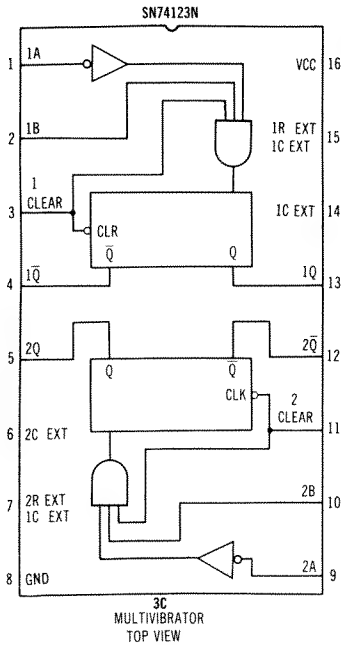 SN74123N
1 1A
VCC 16
2 1B
1R EXT
1C EXT 15
1
CLEAR
3
CLR
1C EXT 14
Q̅ Q
4 1Q̅
1Q 13
5 2Q
2Q̅ 12
Q Q̅
CLK
2
CLEAR 11
6 2C EXT
7 2R EXT
1C EXT
2B 10
8 GND
2A 9
3C
MULTIVIBRATOR
TOP VIEW